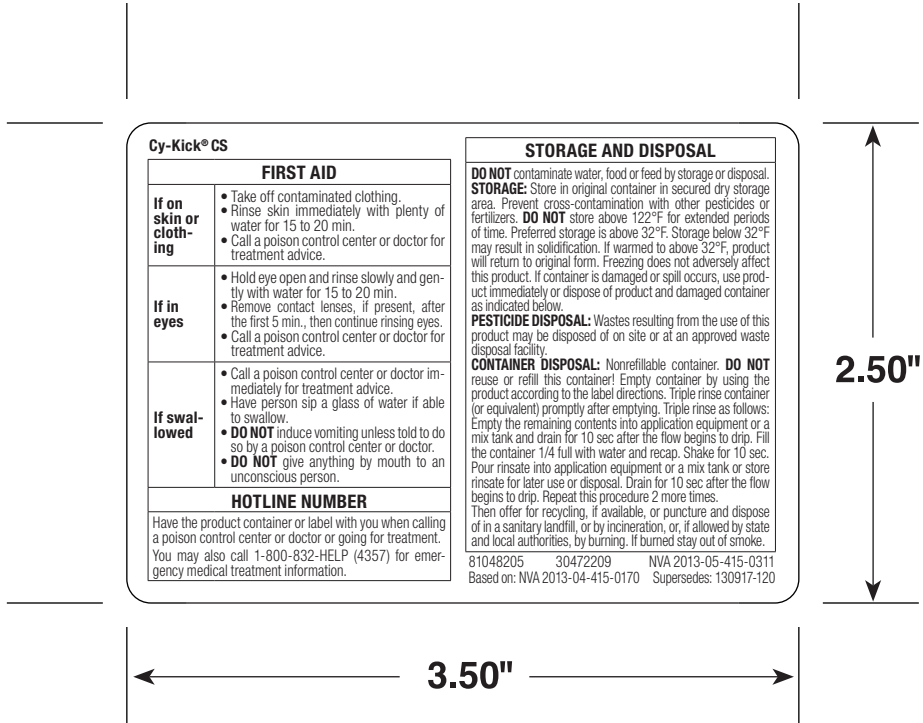 Cy-Kick® CS
FIRST AID
If on
skin or
cloth-
ing
• Take off contaminated clothing.
• Rinse skin immediately with plenty of
water for 15 to 20 min.
• Call a poison control center or doctor for
treatment advice.
If in
eyes
• Hold eye open and rinse slowly and gen-
tly with water for 15 to 20 min.
• Remove contact lenses, if present, after
the first 5 min., then continue rinsing eyes.
• Call a poison control center or doctor for
treatment advice.
If swal-
lowed
• Call a poison control center or doctor im-
mediately for treatment advice.
• Have person sip a glass of water if able
to swallow.
• DO NOT induce vomiting unless told to do
so by a poison control center or doctor.
• DO NOT give anything by mouth to an
unconscious person.
HOTLINE NUMBER
Have the product container or label with you when calling
a poison control center or doctor or going for treatment.
You may also call 1-800-832-HELP (4357) for emer-
gency medical treatment information.
STORAGE AND DISPOSAL
DO NOT contaminate water, food or feed by storage or disposal.
STORAGE: Store in original container in secured dry storage
area. Prevent cross-contamination with other pesticides or
fertilizers. DO NOT store above 122°F for extended periods
of time. Preferred storage is above 32°F. Storage below 32°F
may result in solidification. If warmed to above 32°F, product
will return to original form. Freezing does not adversely affect
this product. If container is damaged or spill occurs, use prod-
uct immediately or dispose of product and damaged container
as indicated below.
PESTICIDE DISPOSAL: Wastes resulting from the use of this
product may be disposed of on site or at an approved waste
disposal facility.
CONTAINER DISPOSAL: Nonrefillable container. DO NOT
reuse or refill this container! Empty container by using the
product according to the label directions. Triple rinse container
(or equivalent) promptly after emptying. Triple rinse as follows:
Empty the remaining contents into application equipment or a
mix tank and drain for 10 sec after the flow begins to drip. Fill
the container 1/4 full with water and recap. Shake for 10 sec.
Pour rinsate into application equipment or a mix tank or store
rinsate for later use or disposal. Drain for 10 sec after the flow
begins to drip. Repeat this procedure 2 more times.
Then offer for recycling, if available, or puncture and dispose
of in a sanitary landfill, or by incineration, or, if allowed by state
and local authorities, by burning. If burned stay out of smoke.
81048205 30472209 NVA 2013-05-415-0311
Based on: NVA 2013-04-415-0170 Supersedes: 130917-120
2.50"
3.50"